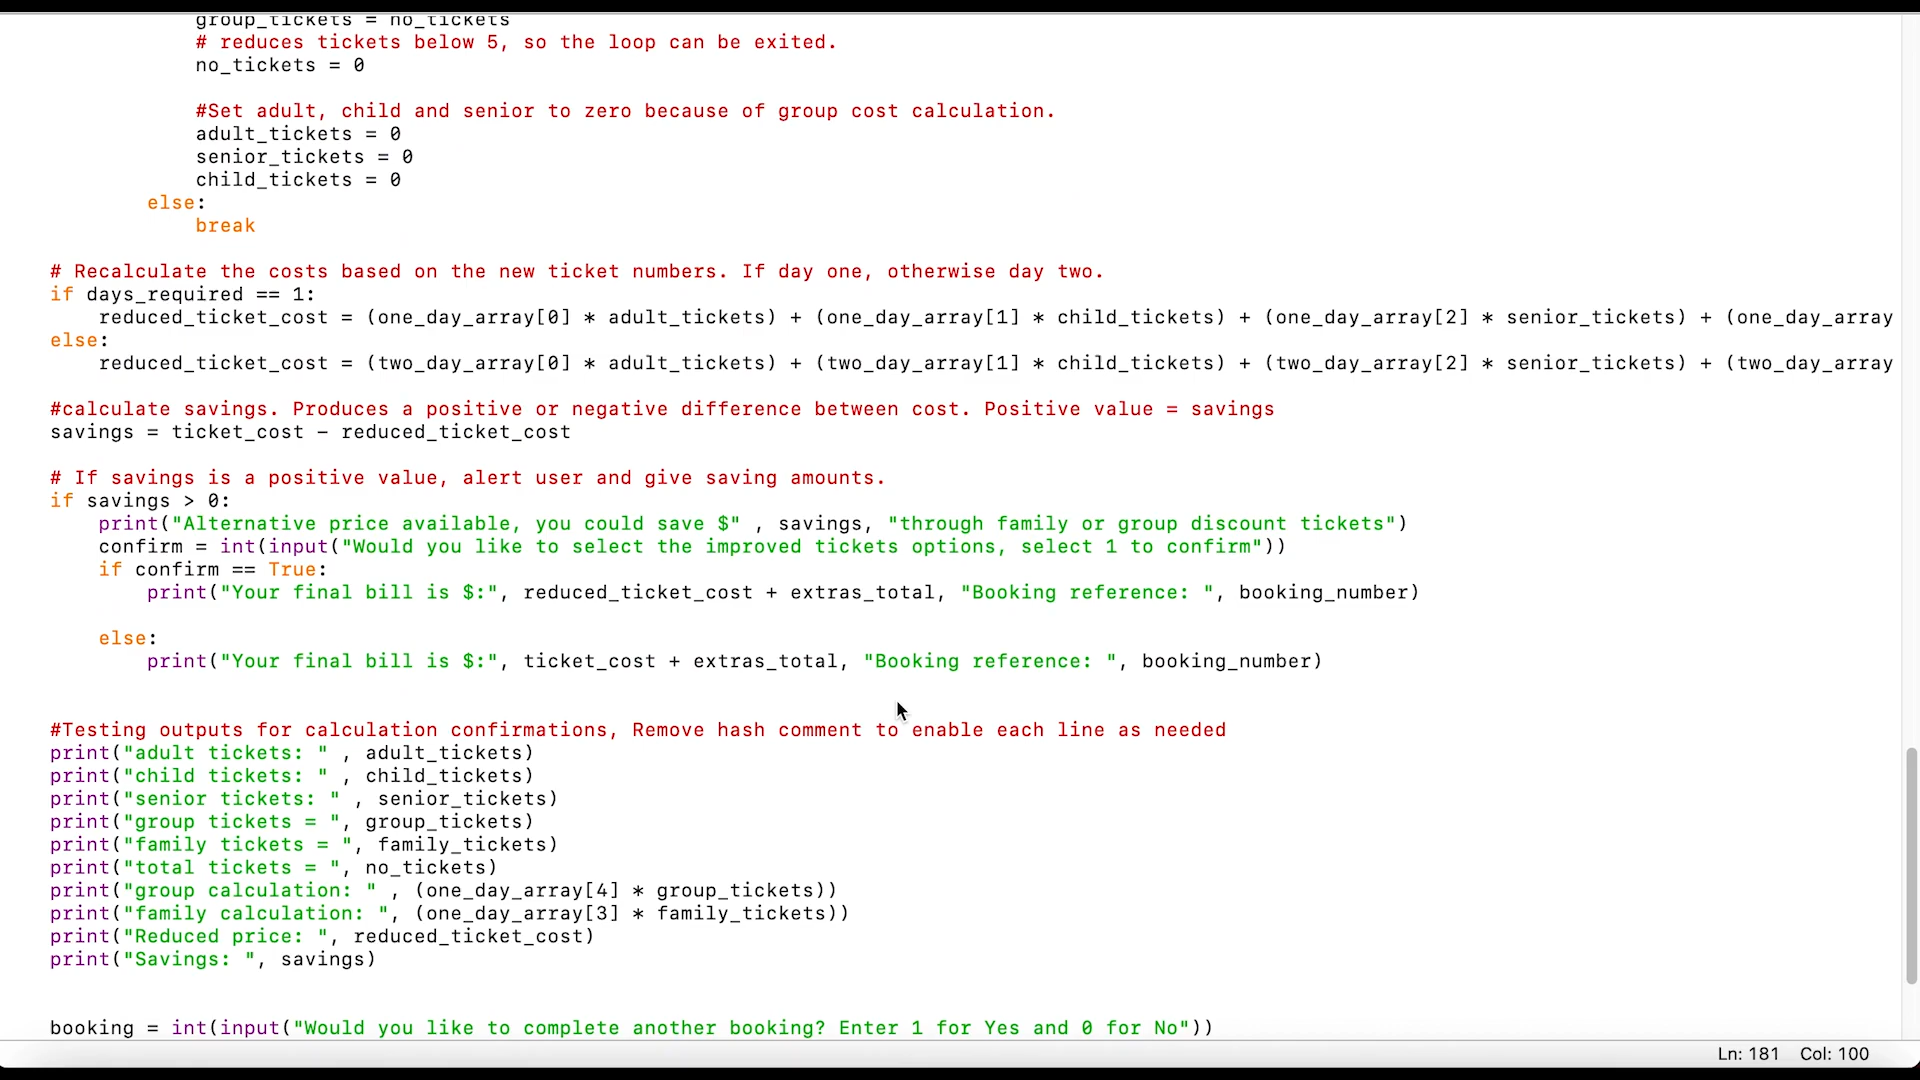 group_tickets = no_tickets
# reduces tickets below 5, so the loop can be exited.
no_tickets = 0
#Set adult, child and senior to zero because of group cost calculation.
adult_tickets = 0
senior_tickets = 0
child_tickets = 0
else:
break
# Recalculate the costs based on the new ticket numbers. If day one, otherwise day two.
if days_required == 1:
reduced_ticket_cost = (one_day_array[0] * adult_tickets) + (one_day_array[1] * child_tickets) + (one_day_array[2] * senior_tickets) + (one_day_array
else:
reduced_ticket_cost = (two_day_array[0] * adult_tickets) + (two_day_array[1] * child_tickets) + (two_day_array[2] * senior_tickets) + (two_day_array
#calculate savings. Produces a positive or negative difference between cost. Positive value = savings
savings = ticket_cost - reduced_ticket_cost
# If savings is a positive value, alert user and give saving amounts.
if savings > 0:
print("Alternative price available, you could save $" , savings, "through family or group discount tickets")
confirm = int(input("Would you like to select the improved tickets options, select 1 to confirm"))
if confirm == True:
print("Your final bill is $:", reduced_ticket_cost + extras_total, "Booking reference: ", booking_number)
else:
print("Your final bill is $:", ticket_cost + extras_total, "Booking reference: ", booking_number)
#Testing outputs for calculation confirmations, Remove hash comment to enable each line as needed
print("adult tickets: " , adult_tickets)
print("child tickets: " , child_tickets)
print("senior tickets: " , senior_tickets)
print("group tickets = ", group_tickets)
print("family tickets = ", family_tickets)
print("total tickets = ", no_tickets)
print("group calculation: " , (one_day_array[4] * group_tickets))
print("family calculation: ", (one_day_array[3] * family_tickets))
print("Reduced price: ", reduced_ticket_cost)
print("Savings: ", savings)
booking = int(input("Would you like to complete another booking? Enter 1 for Yes and 0 for No"))
Ln: 181 Col: 100